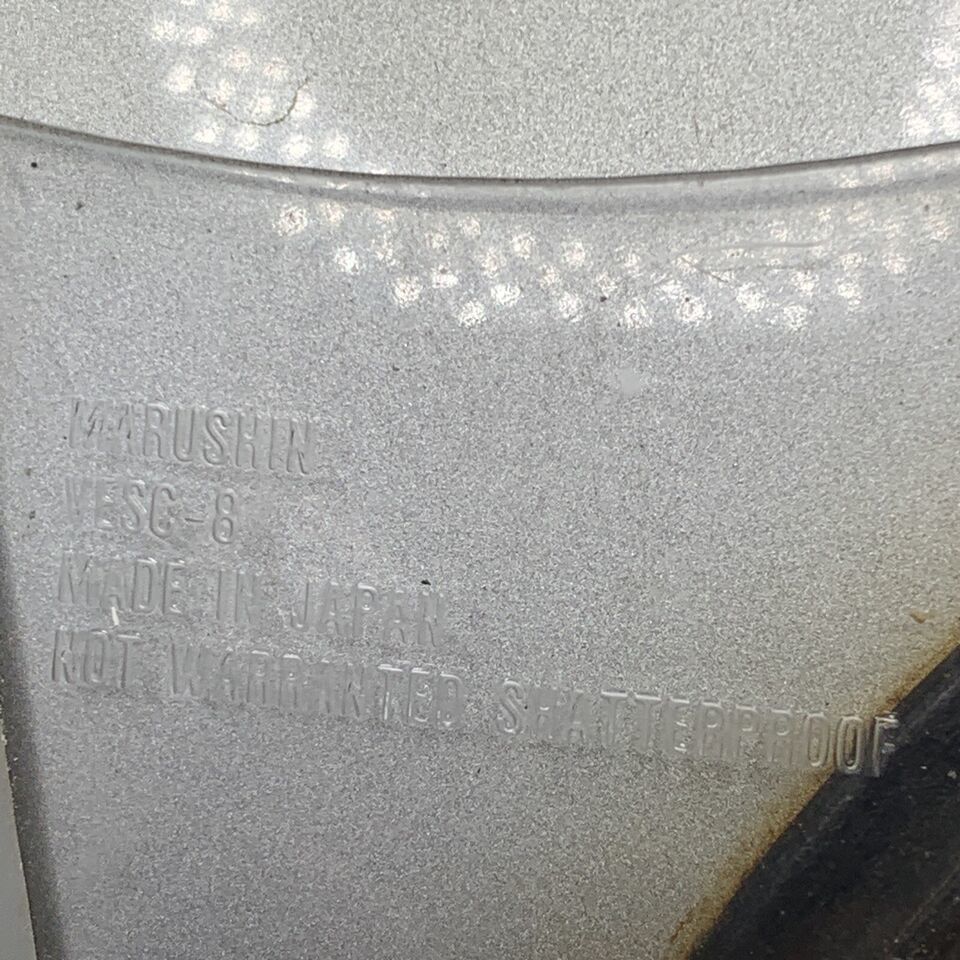 MARUSHIN
VESC-8
MADE IN JAPAN
NOT WARRANTED SHATTERPROOF